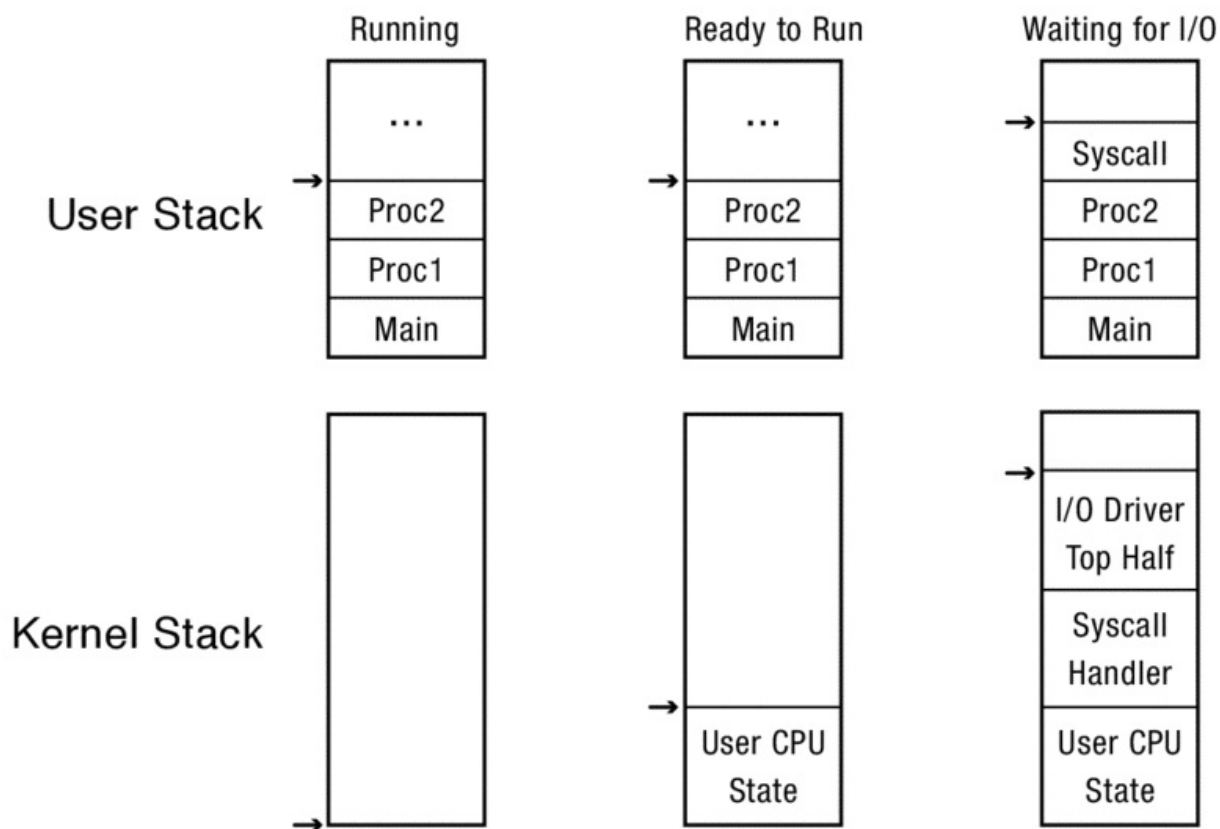 Running
Ready to Run
Waiting for I/O
User Stack
...
Proc2
Proc1
Main
...
Proc2
Proc1
Main
Syscall
Proc2
Proc1
Main
Kernel Stack
User CPU
State
I/O Driver
Top Half
Syscall
Handler
User CPU
State